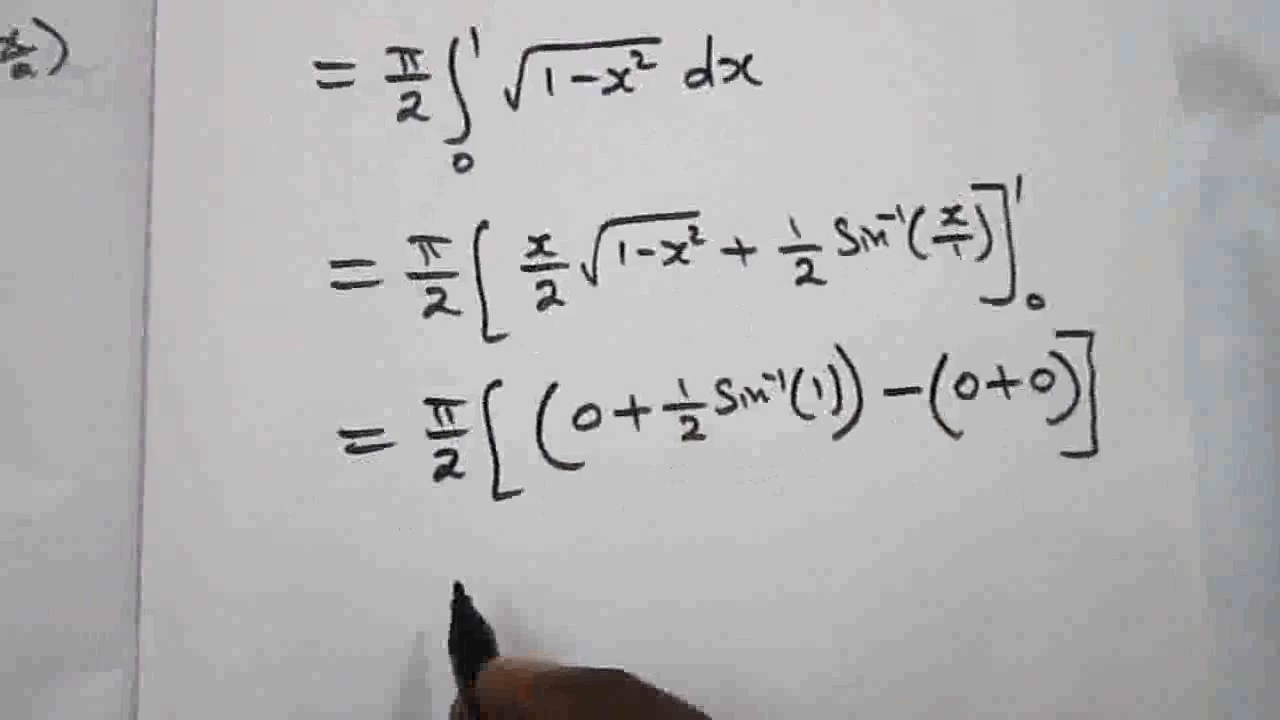 x/a)
= π/2 ∫₀¹ √(1-x²) dx
= π/2 [ x/2 √(1-x²) + 1/2 Sin⁻¹(x/1) ]₀¹
= π/2 [ (0 + 1/2 Sin⁻¹(1)) - (0+0) ]